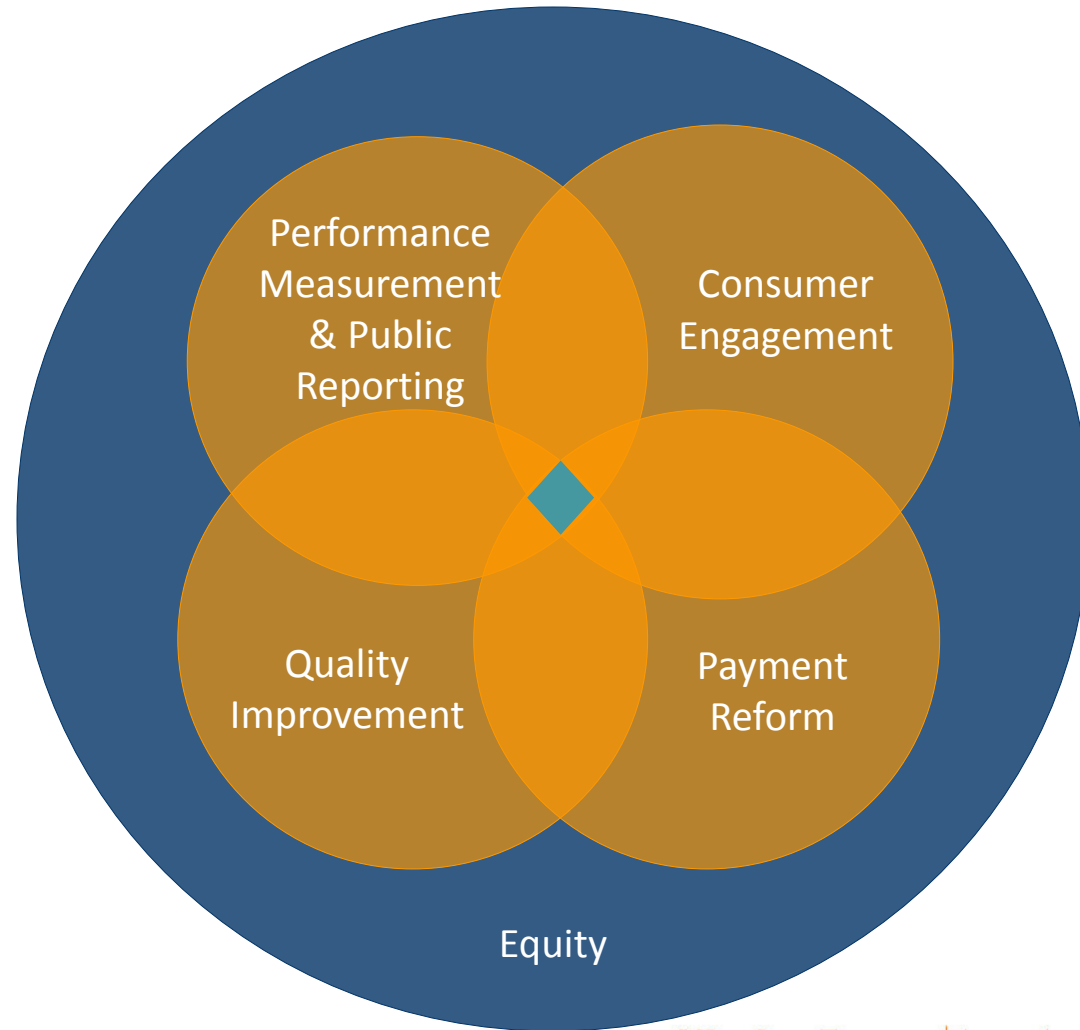 Performance
Measurement
& Public
Reporting
Consumer
Engagement
Quality
Improvement
Payment
Reform
Equity